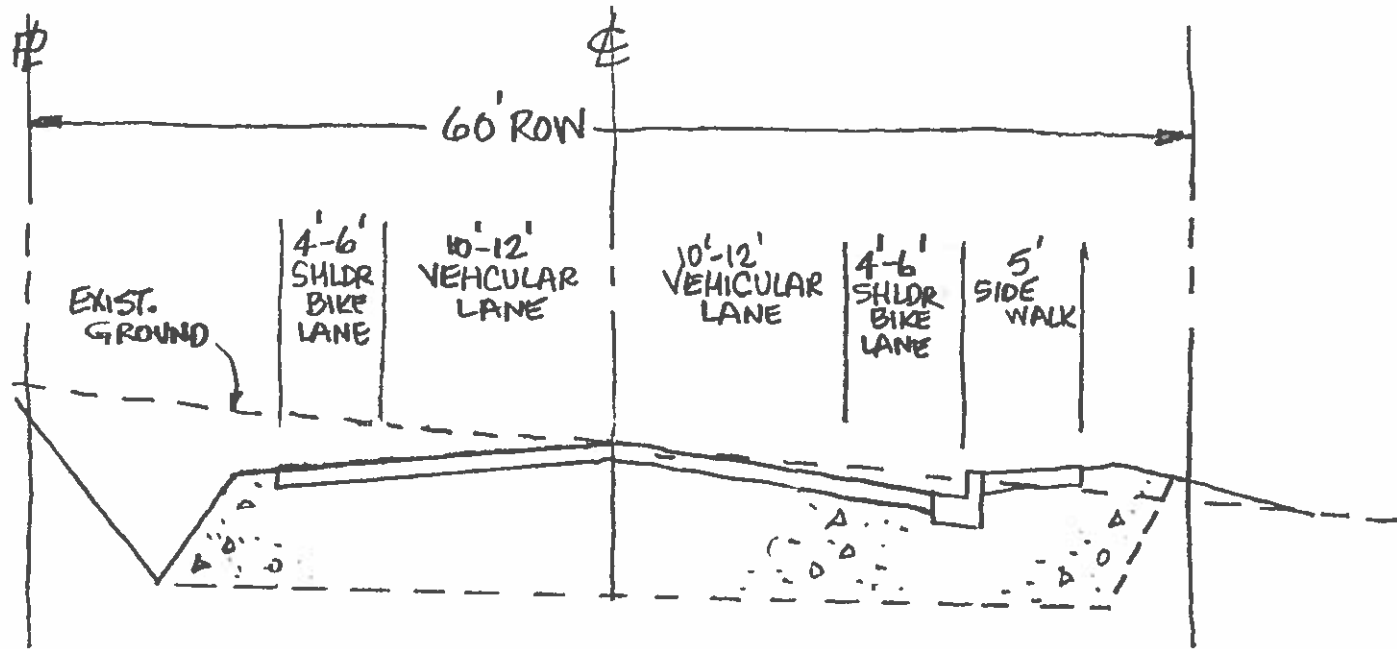 PL
CL
60' ROW
4'-6'
SHLDR
BIKE
LANE
10'-12'
VEHCULAR
LANE
10'-12'
VEHICULAR
LANE
4'-6'
SHLDR
BIKE
LANE
5'
SIDE
WALK
EXIST.
GROUND